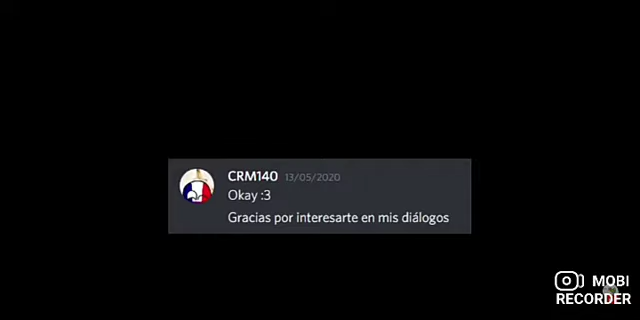 CRM140 13/05/2020
Okay :3
Gracias por interesarte en mis diálogos
MOBI
RECORDER